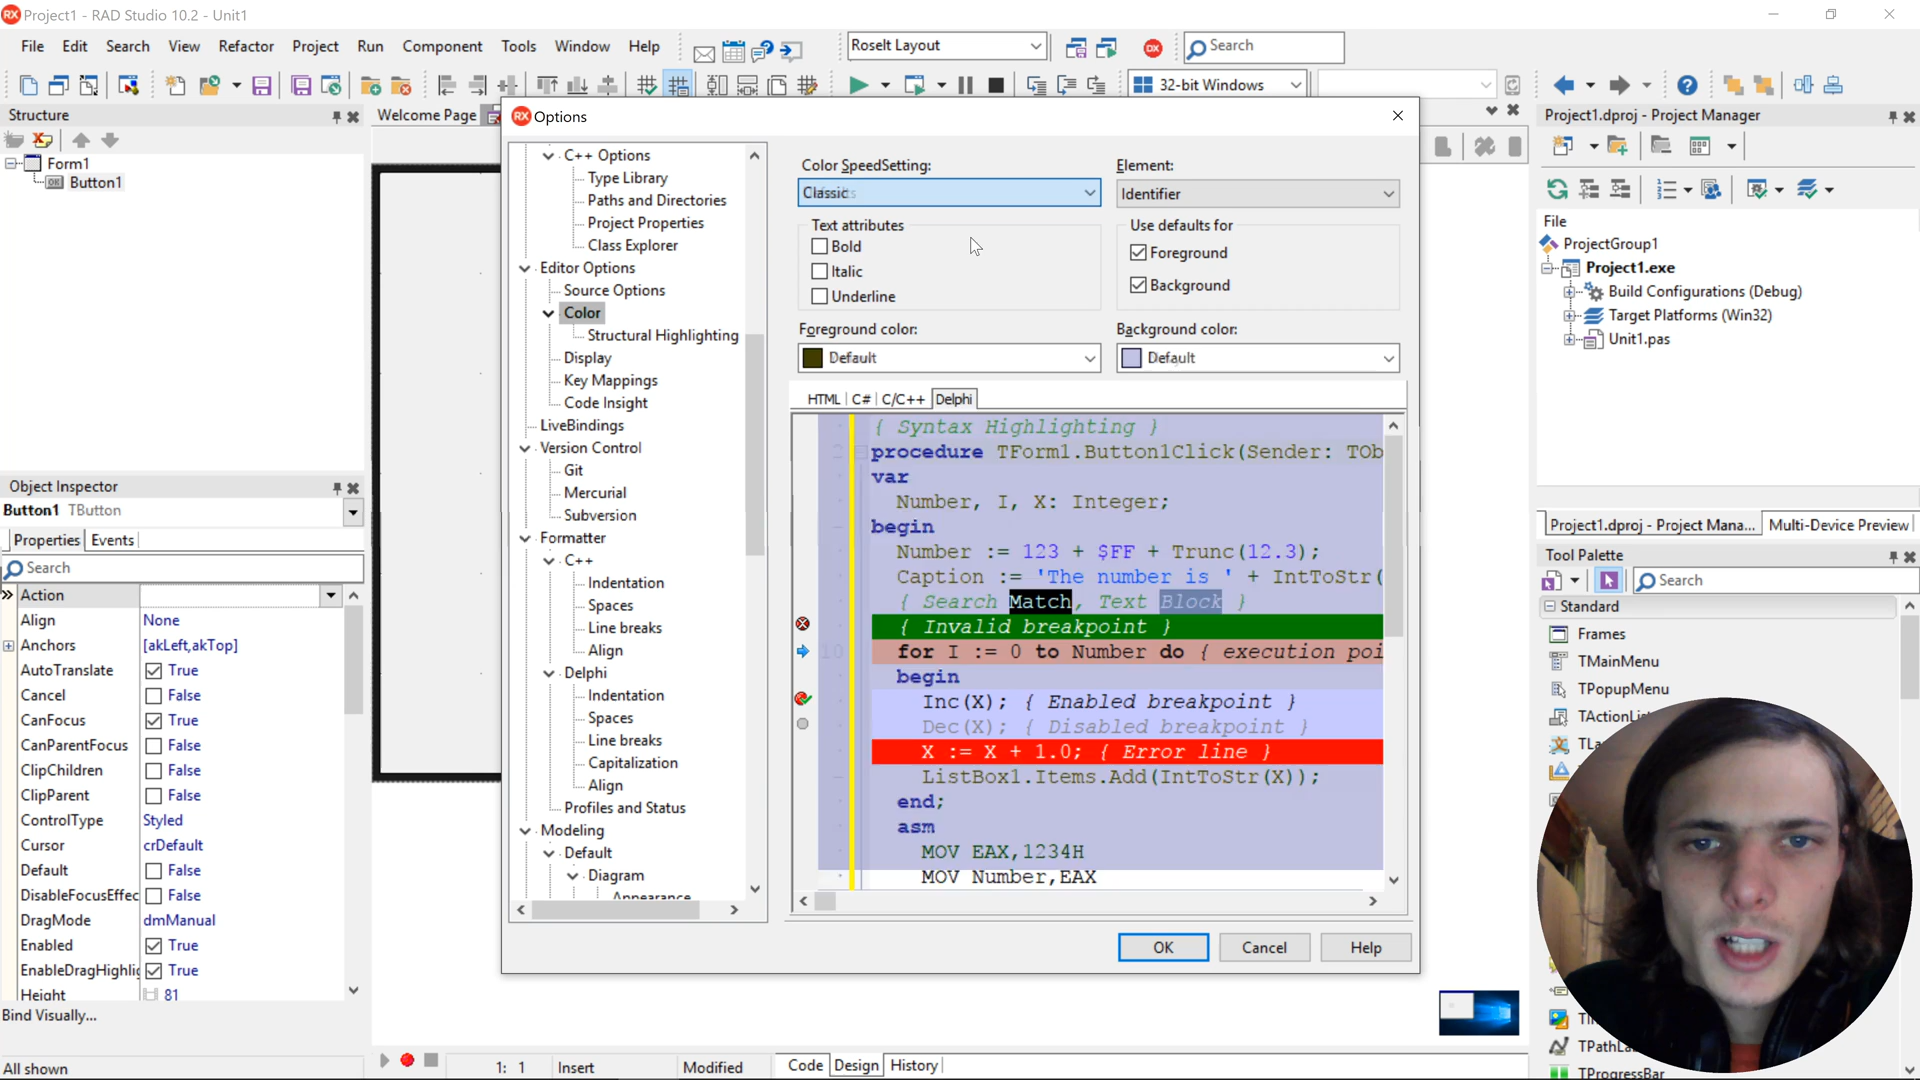 Project1 - RAD Studio 10.2 - Unit1
File Edit Search View Refactor Project Run Component Tools Window Help
Roselt Layout
Search
32-bit Windows
Structure
Form1
Button1
Welcome Page
Object Inspector
Button1 TButton
Properties Events
Search
Action
Align None
Anchors [akLeft,akTop]
AutoTranslate True
Cancel False
CanFocus True
CanParentFocus False
ClipChildren False
ClipParent False
ControlType Styled
Cursor crDefault
Default False
DisableFocusEffec False
DragMode dmManual
Enabled True
EnableDragHighlig True
Height 81
Bind Visually...
All shown
Options
C++ Options
Type Library
Paths and Directories
Project Properties
Class Explorer
Editor Options
Source Options
Color
Structural Highlighting
Display
Key Mappings
Code Insight
LiveBindings
Version Control
Git
Mercurial
Subversion
Formatter
C++
Indentation
Spaces
Line breaks
Align
Delphi
Indentation
Spaces
Line breaks
Capitalization
Align
Profiles and Status
Modeling
Default
Diagram
Appearance
Color SpeedSetting:
Classic
Element:
Identifier
Text attributes
Bold
Italic
Underline
Use defaults for
Foreground
Background
Foreground color:
Default
Background color:
Default
HTML C# C/C++ Delphi
{ Syntax Highlighting }
2 procedure TForm1.Button1Click(Sender: TOb
var
Number, I, X: Integer;
begin
Number := 123 + $FF + Trunc(12.3);
Caption := 'The number is ' + IntToStr(
{ Search Match, Text Block }
{ Invalid breakpoint }
10 for I := 0 to Number do { execution poi
begin
Inc(X); { Enabled breakpoint }
Dec(X); { Disabled breakpoint }
X := X + 1.0; { Error line }
ListBox1.Items.Add(IntToStr(X));
end;
asm
MOV EAX,1234H
MOV Number,EAX
OK Cancel Help
1: 1 Insert Modified Code Design History
Project1.dproj - Project Manager
File
ProjectGroup1
Project1.exe
Build Configurations (Debug)
Target Platforms (Win32)
Unit1.pas
Project1.dproj - Project Mana... Multi-Device Preview
Tool Palette
Search
Standard
Frames
TMainMenu
TPopupMenu
TActionLis
TLa
TPathLa
TProgressBar